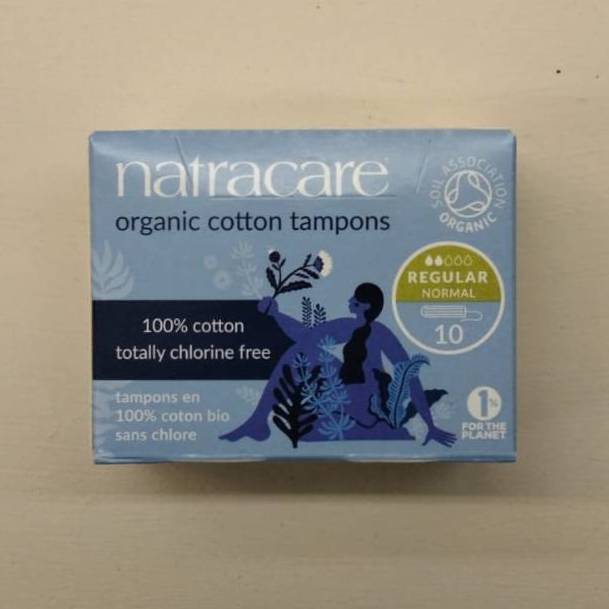 natracare
organic cotton tampons
SOIL ASSOCIATION
ORGANIC
REGULAR
NORMAL
10
100% cotton
totally chlorine free
tampons en
100% coton bio
sans chlore
1%
FOR THE
PLANET